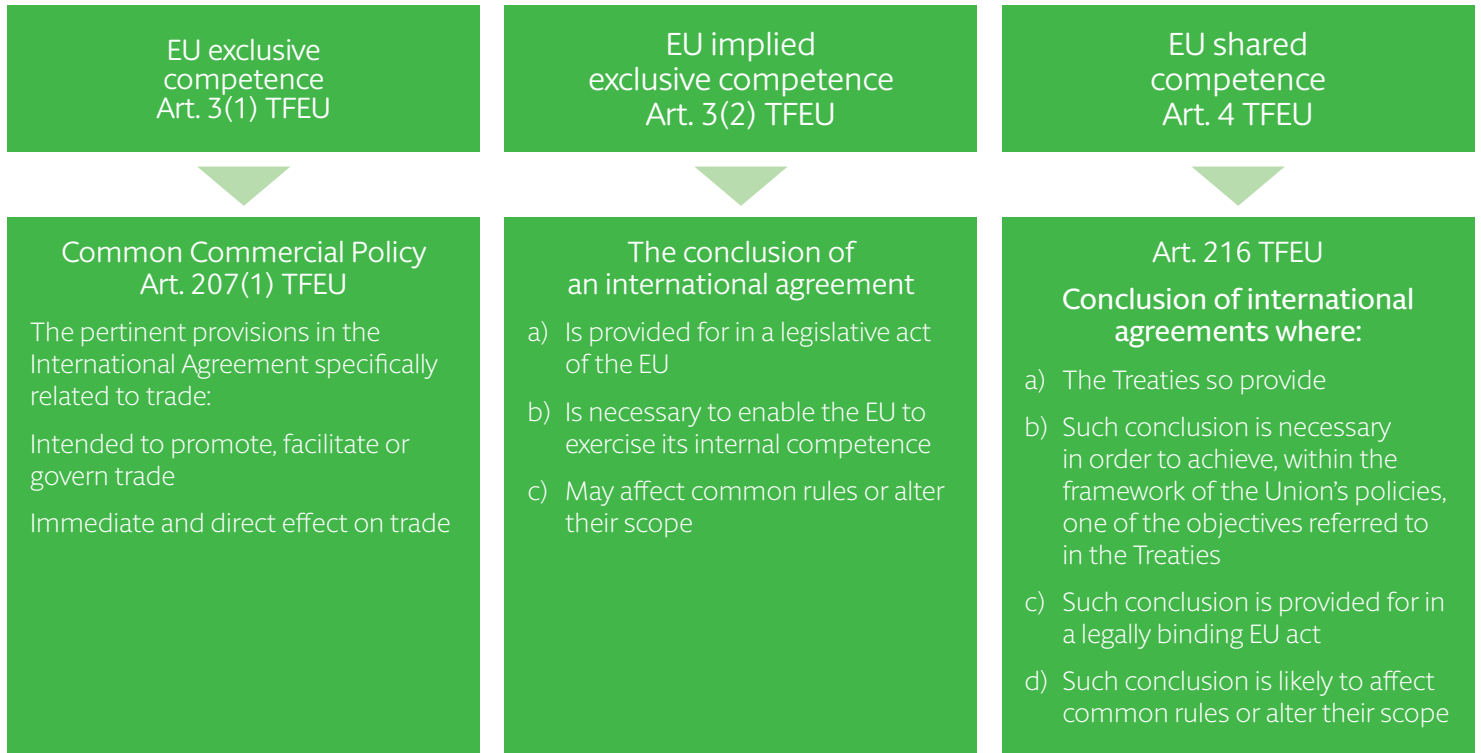 EU exclusive
competence
Art. 3(1) TFEU
Common Commercial Policy
Art. 207(1) TFEU
The pertinent provisions in the
International Agreement specifically
related to trade:
Intended to promote, facilitate or
govern trade
Immediate and direct effect on trade
EU implied
exclusive competence
Art. 3(2) TFEU
The conclusion of
an international agreement
a) Is provided for in a legislative act
of the EU
b) Is necessary to enable the EU to
exercise its internal competence
c) May affect common rules or alter
their scope
EU shared
competence
Art. 4 TFEU
Art. 216 TFEU
Conclusion of international
agreements where:
a) The Treaties so provide
b) Such conclusion is necessary
in order to achieve, within the
framework of the Union’s policies,
one of the objectives referred to
in the Treaties
c) Such conclusion is provided for in
a legally binding EU act
d) Such conclusion is likely to affect
common rules or alter their scope